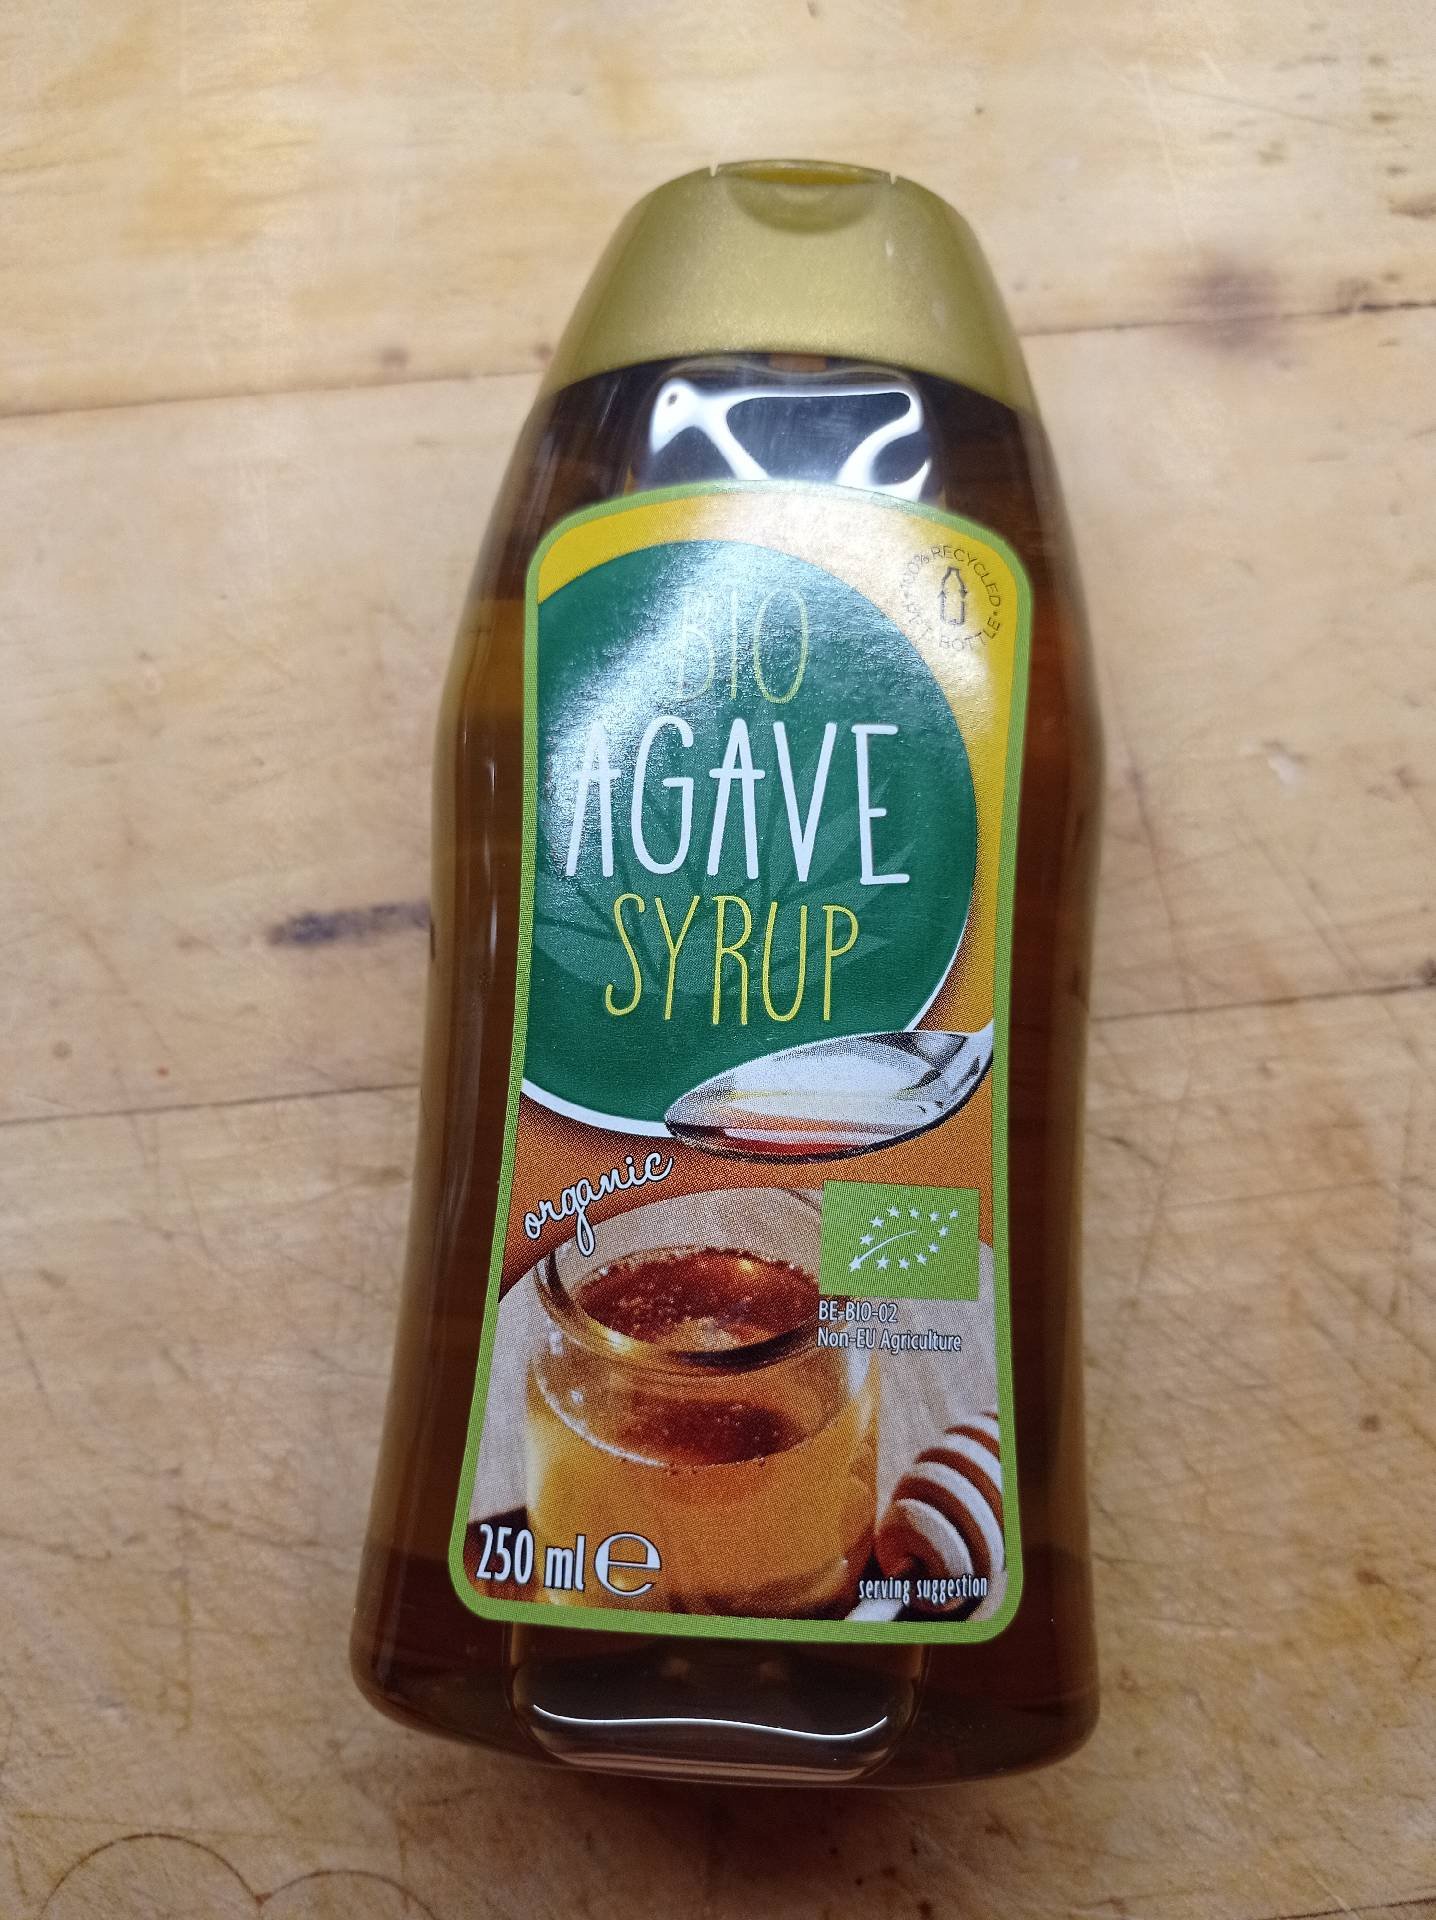 BIO
AGAVE
SYRUP
100% RECYCLED • PET BOTTLE •
organic
BE-BIO-02
Non-EU Agriculture
250 ml e
serving suggestion